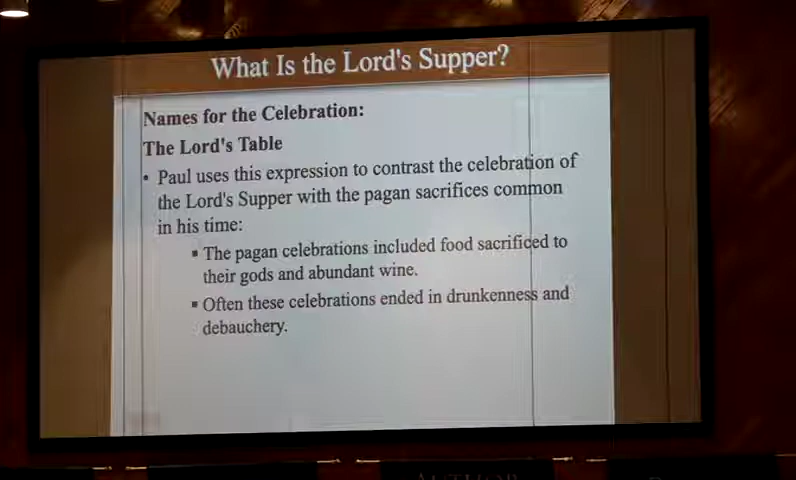 What Is the Lord's Supper?
Names for the Celebration:
The Lord's Table
• Paul uses this expression to contrast the celebration of
the Lord's Supper with the pagan sacrifices common
in his time:
▪ The pagan celebrations included food sacrificed to
their gods and abundant wine.
▪ Often these celebrations ended in drunkenness and
debauchery.
AUTHOR